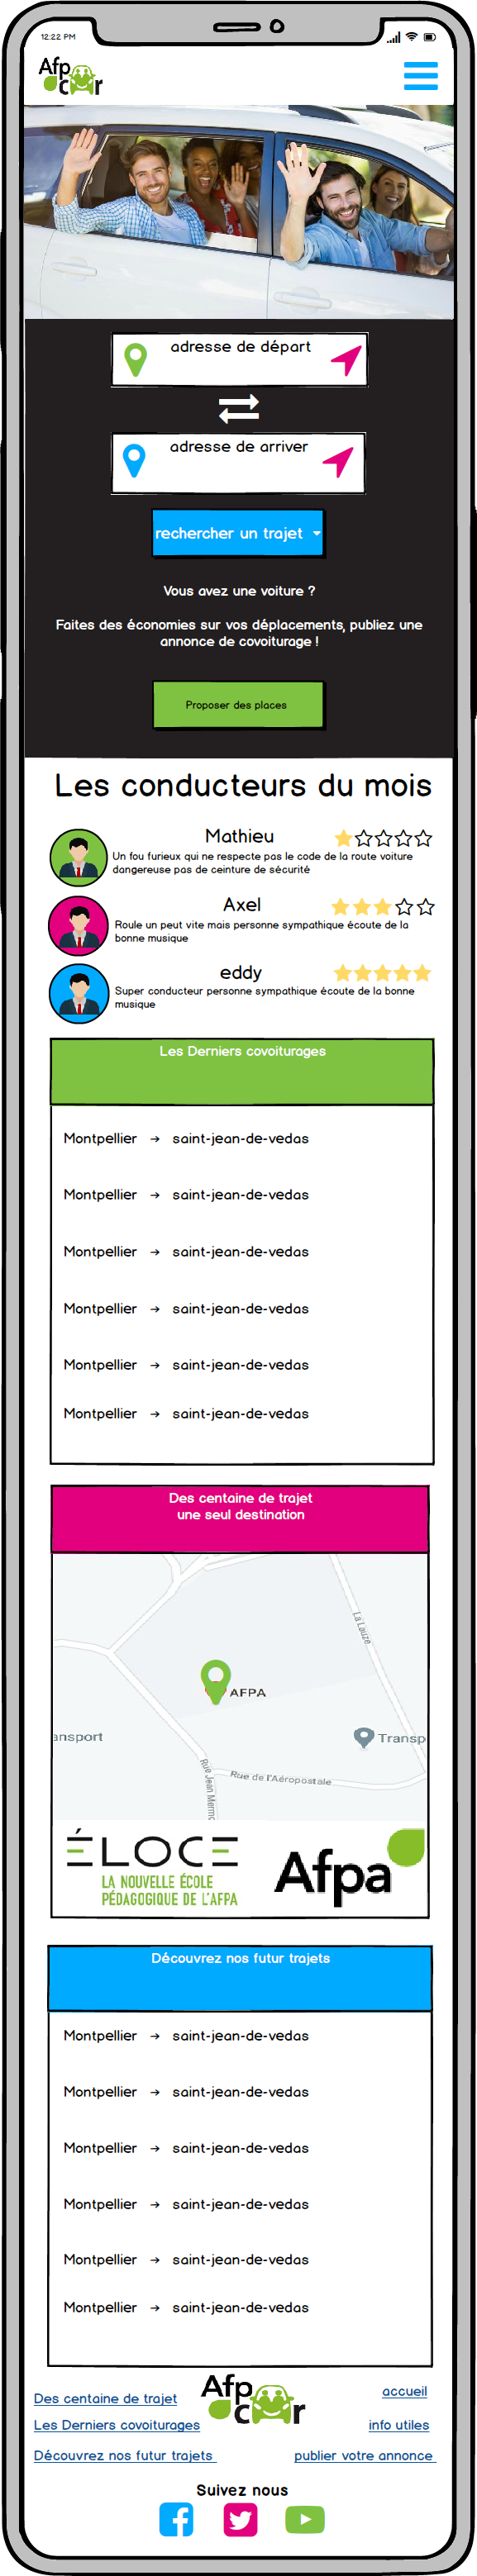 12:22 PM
Afp
car
adresse de départ
adresse de arriver
rechercher un trajet
Vous avez une voiture ?
Faites des économies sur vos déplacements, publiez une
annonce de covoiturage !
Proposer des places
Les conducteurs du mois
Mathieu
Un fou furieux qui ne respecte pas le code de la route voiture
dangereuse pas de ceinture de sécurité
Axel
Roule un peut vite mais personne sympathique écoute de la
bonne musique
eddy
Super conducteur personne sympathique écoute de la bonne
musique
Les Derniers covoiturages
Montpellier → saint-jean-de-vedas
Montpellier → saint-jean-de-vedas
Montpellier → saint-jean-de-vedas
Montpellier → saint-jean-de-vedas
Montpellier → saint-jean-de-vedas
Montpellier → saint-jean-de-vedas
Des centaine de trajet
une seul destination
La Lauze
AFPA
ansport
Transp
Rue Jean Mermo
Rue de l'Aéropostale
ÉLOCE
LA NOUVELLE ÉCOLE
PÉDAGOGIQUE DE L'AFPA
Afpa
Découvrez nos futur trajets
Montpellier → saint-jean-de-vedas
Montpellier → saint-jean-de-vedas
Montpellier → saint-jean-de-vedas
Montpellier → saint-jean-de-vedas
Montpellier → saint-jean-de-vedas
Montpellier → saint-jean-de-vedas
Afp
car
Des centaine de trajet
accueil
Les Derniers covoiturages
info utiles
Découvrez nos futur trajets
publier votre annonce
Suivez nous